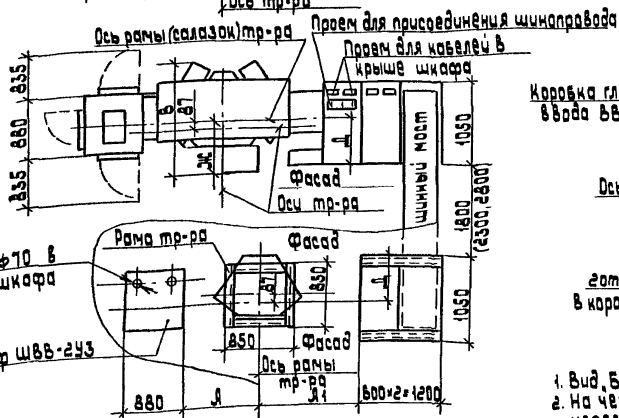 Ось тр-ра
Ось рамы (салазок) тр-ра
Проем для присоединения шинопровода
Проем для кабелей в
крыше шкафа
835
880
835
Б
87
Фасад
Оси тр-ра
шинный мост
1050
1800
(2300, 2800)
1050
Коробка гл
ввода ВВ
Ось
Рама тр-ра
Фасад
ф70 в
шкафа
87
850
850
Фасад
р ШВВ-2У3
Ось рамы
тр-ра
880
А
А1
600×2=1200
в коро
1. Вид Б
2. На че